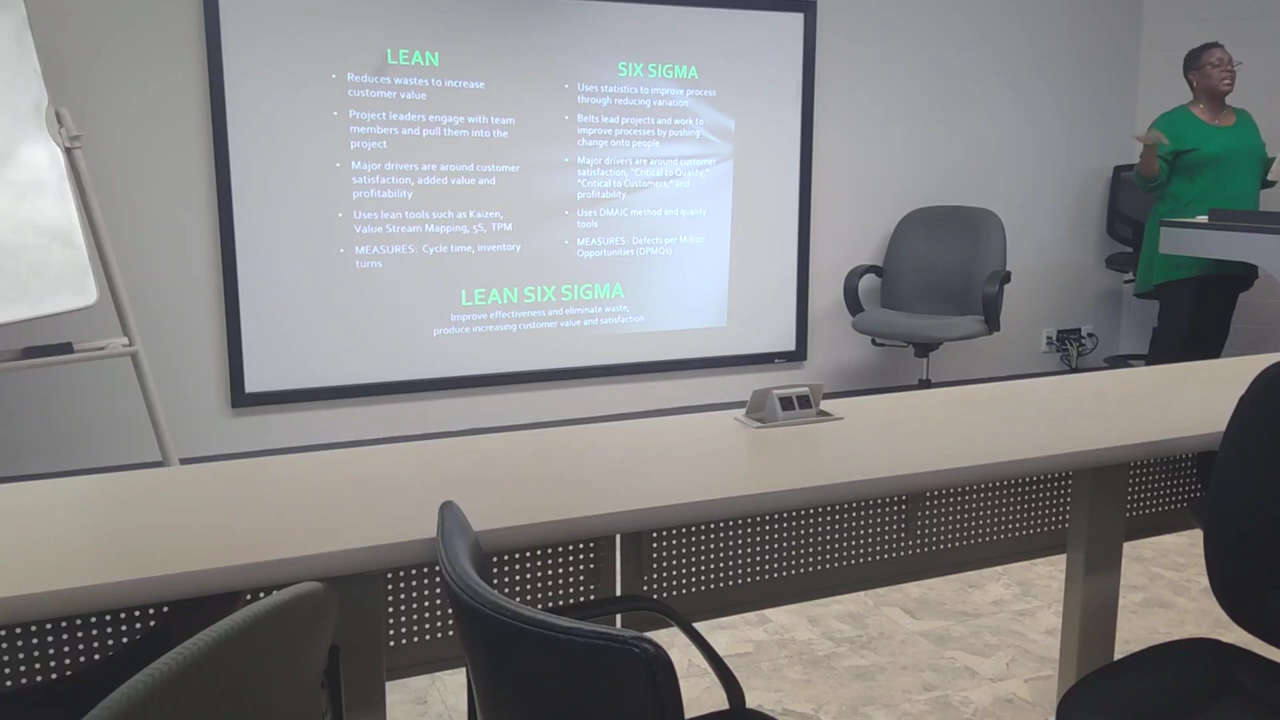 LEAN
Reduces wastes to increase
customer value
Project leaders engage with team
members and pull them into the
project
Major drivers are around customer
satisfaction, added value and
profitability
Uses lean tools such as Kaizen,
Value Stream Mapping, 5S, TPM
MEASURES: Cycle time, inventory
turns
SIX SIGMA
Uses statistics to improve process
through reducing variation
Belts lead projects and work to
improve processes by pushing
change onto people
Major drivers are around customer
satisfaction, "Critical to Quality,"
"Critical to Customers," and
profitability
Uses DMAIC method and quality
tools
MEASURES: Defects per Million
Opportunities (DPMOs)
LEAN SIX SIGMA
Improve effectiveness and eliminate waste,
produce increasing customer value and satisfaction